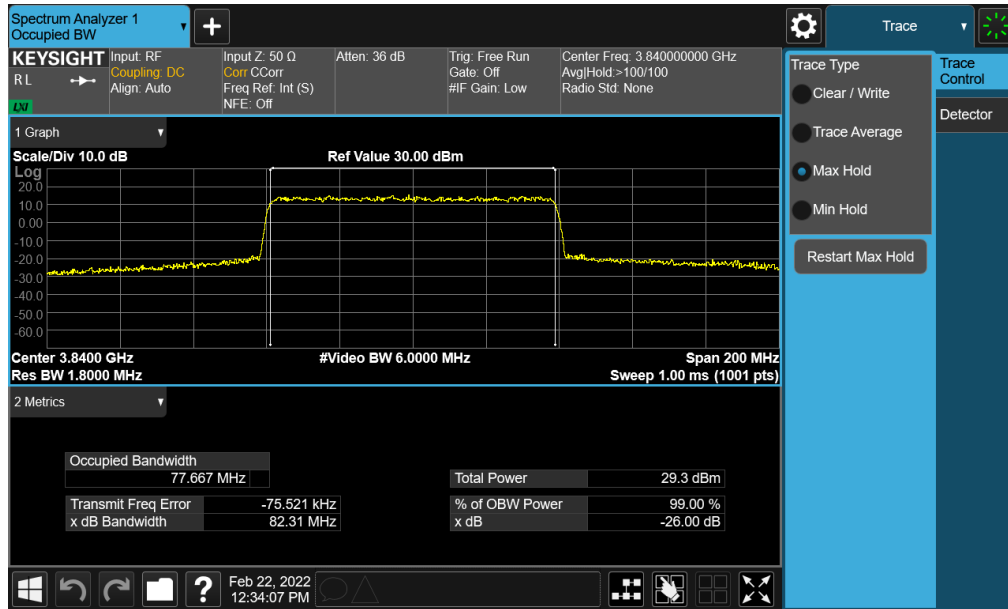 Spectrum Analyzer 1
Occupied BW
+
Trace
KEYSIGHT
R L
LXI
Input: RF
Coupling: DC
Align: Auto
Input Z: 50 Ω
Corr CCorr
Freq Ref: Int (S)
NFE: Off
Atten: 36 dB
Trig: Free Run
Gate: Off
#IF Gain: Low
Center Freq: 3.840000000 GHz
Avg|Hold:>100/100
Radio Std: None
Trace Type
Clear / Write
Trace Average
Max Hold
Min Hold
Restart Max Hold
Trace
Control
Detector
1 Graph
Scale/Div 10.0 dB
Ref Value 30.00 dBm
Log
20.0
10.0
0.00
-10.0
-20.0
-30.0
-40.0
-50.0
-60.0
Center 3.8400 GHz
#Video BW 6.0000 MHz
Span 200 MHz
Res BW 1.8000 MHz
Sweep 1.00 ms (1001 pts)
2 Metrics
Occupied Bandwidth
77.667 MHz
Total Power 29.3 dBm
Transmit Freq Error -75.521 kHz
% of OBW Power 99.00 %
x dB Bandwidth 82.31 MHz
x dB -26.00 dB
?
Feb 22, 2022
12:34:07 PM